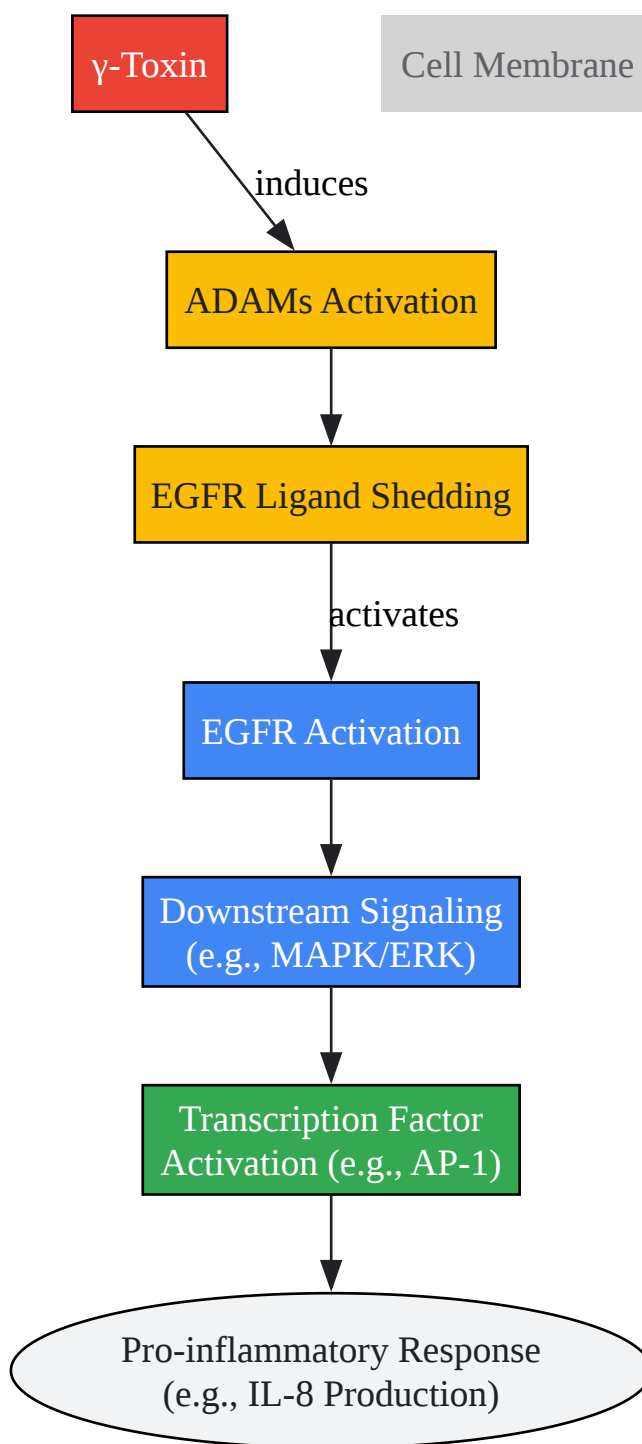 γ-Toxin
Cell Membrane
induces
ADAMs Activation
EGFR Ligand Shedding
activates
EGFR Activation
Downstream Signaling
(e.g., MAPK/ERK)
Transcription Factor
Activation (e.g., AP-1)
Pro-inflammatory Response
(e.g., IL-8 Production)